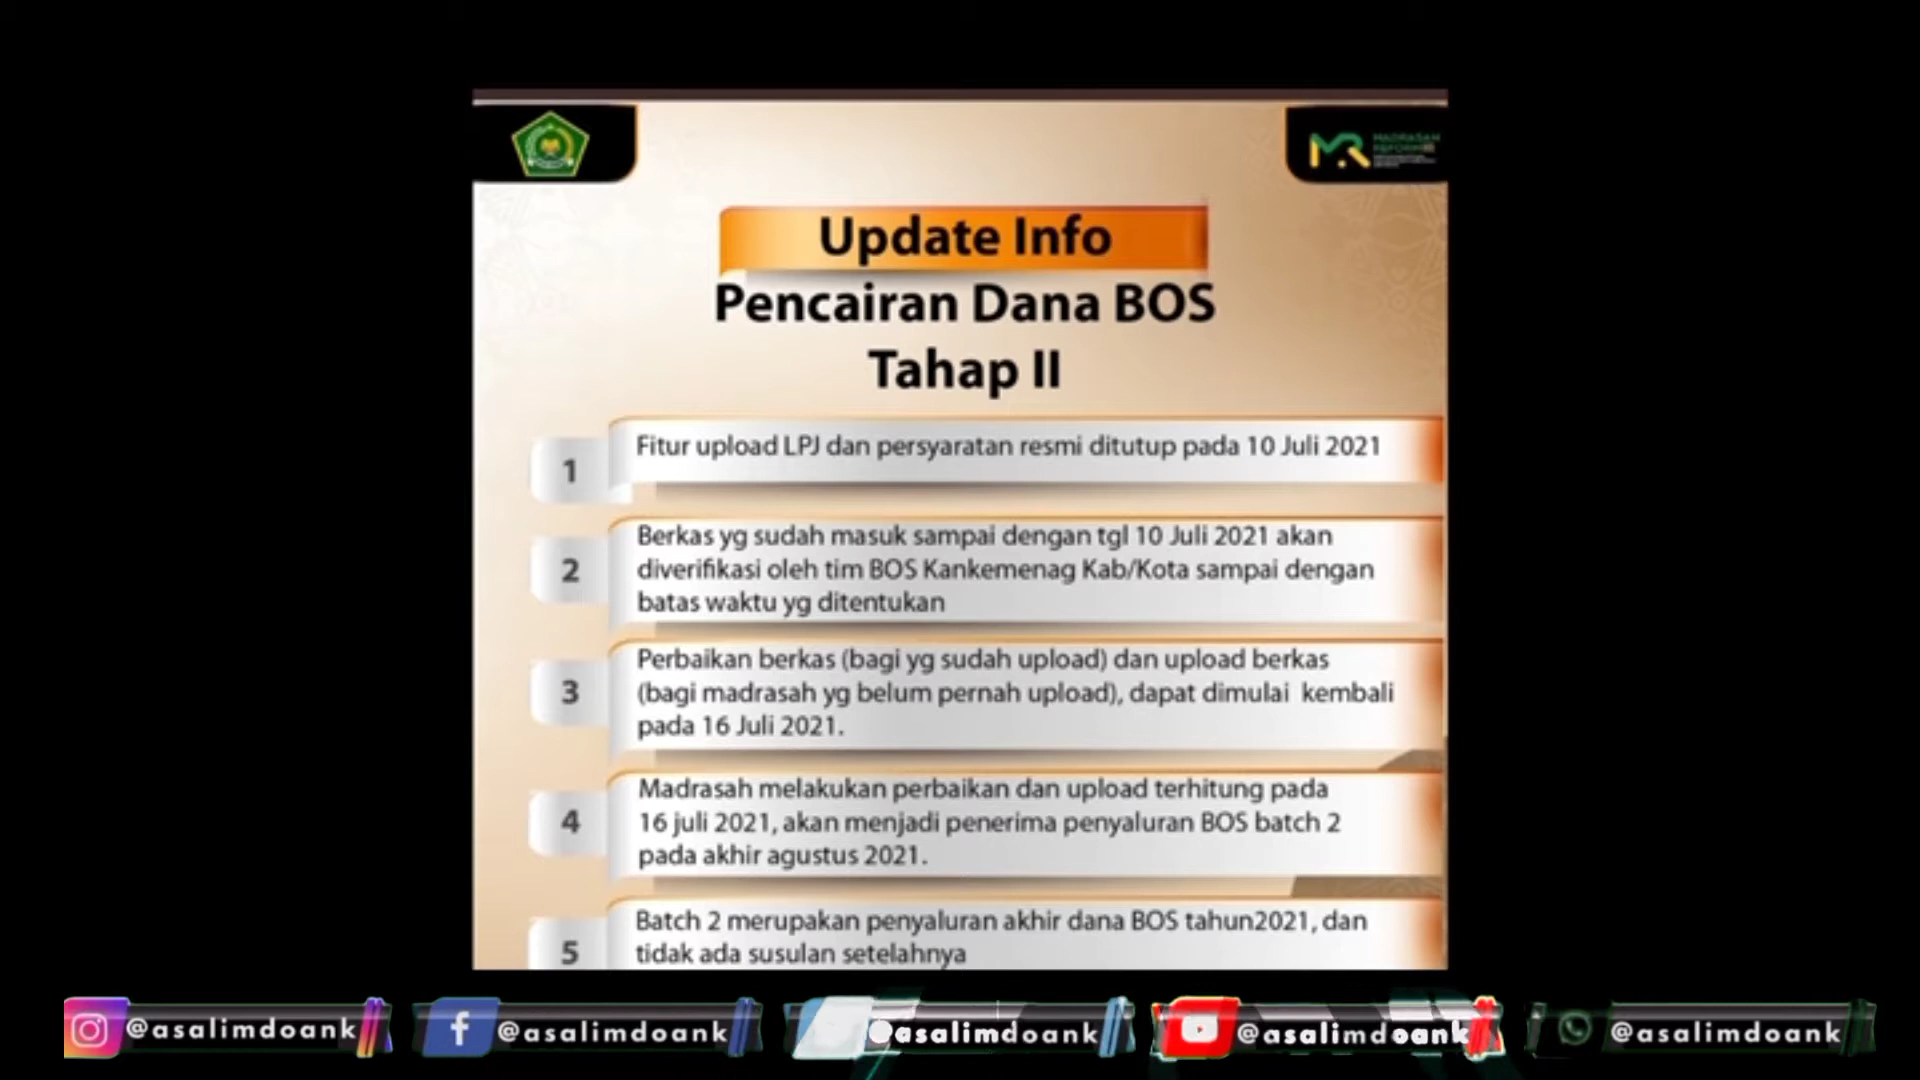 MADRASAH
REFORM
Update Info
Pencairan Dana BOS
Tahap II
1
Fitur upload LPJ dan persyaratan resmi ditutup pada 10 Juli 2021
2
Berkas yg sudah masuk sampai dengan tgl 10 Juli 2021 akan
diverifikasi oleh tim BOS Kankemenag Kab/Kota sampai dengan
batas waktu yg ditentukan
3
Perbaikan berkas (bagi yg sudah upload) dan upload berkas
(bagi madrasah yg belum pernah upload), dapat dimulai kembali
pada 16 Juli 2021.
4
Madrasah melakukan perbaikan dan upload terhitung pada
16 juli 2021, akan menjadi penerima penyaluran BOS batch 2
pada akhir agustus 2021.
5
Batch 2 merupakan penyaluran akhir dana BOS tahun2021, dan
tidak ada susulan setelahnya
@asalimdoank
@asalimdoank
@asalimdoank
@asalimdoank
@asalimdoank